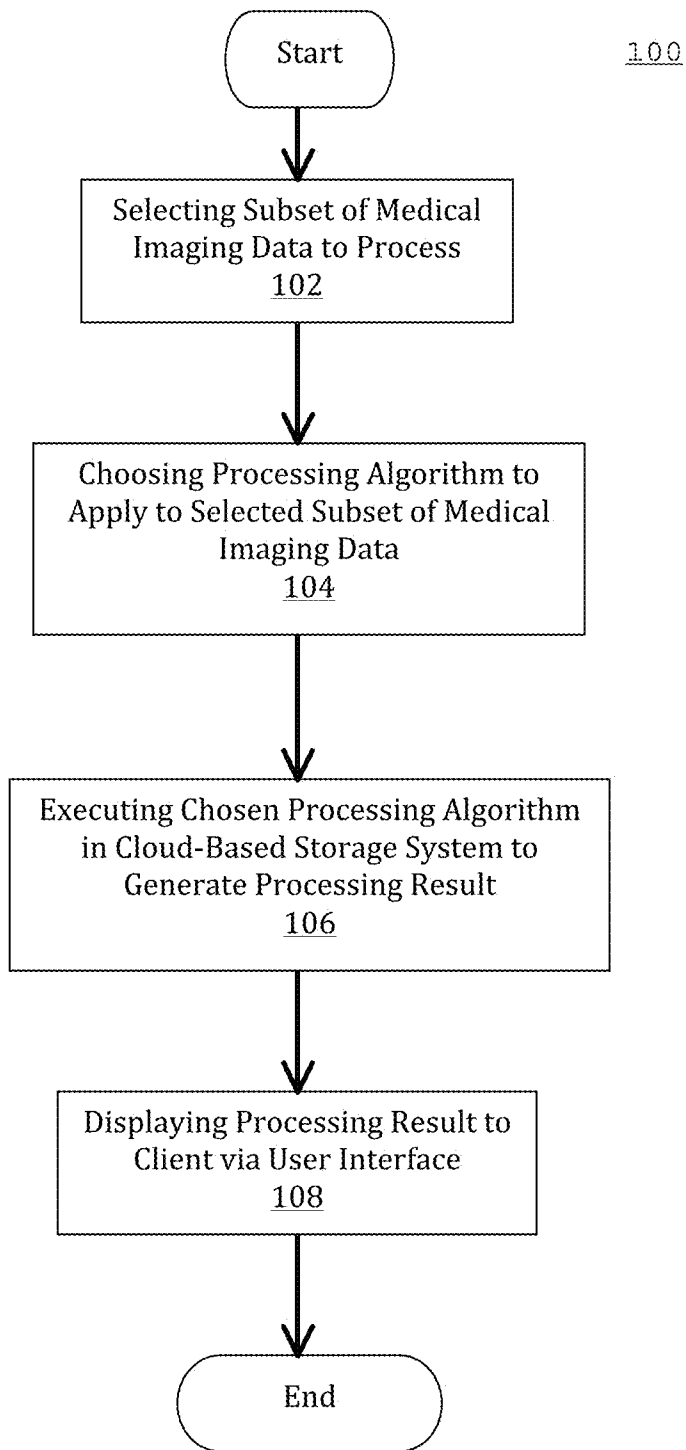 Start
100
Selecting Subset of Medical
Imaging Data to Process
102
Choosing Processing Algorithm to
Apply to Selected Subset of Medical
Imaging Data
104
Executing Chosen Processing Algorithm
in Cloud-Based Storage System to
Generate Processing Result
106
Displaying Processing Result to
Client via User Interface
108
End